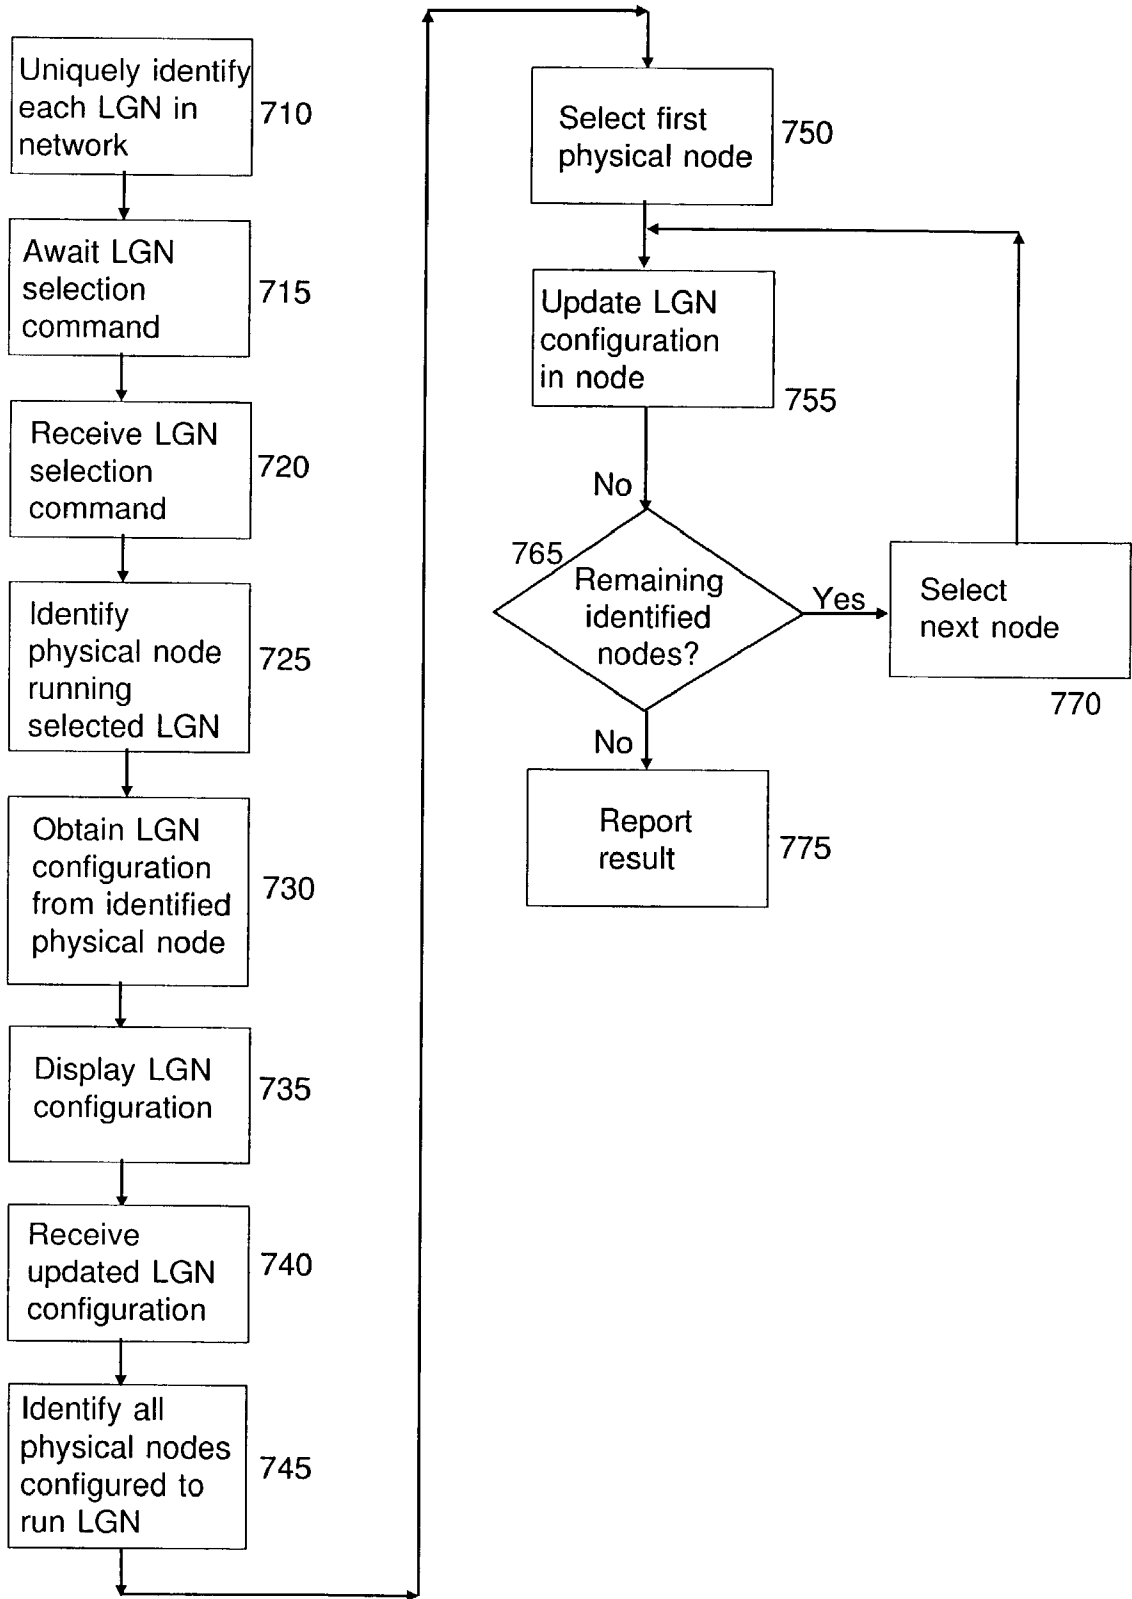 Uniquely identify
each LGN in
network
710
Await LGN
selection
command
715
Receive LGN
selection
command
720
Identify
physical node
running
selected LGN
725
Obtain LGN
configuration
from identified
physical node
730
Display LGN
configuration
735
Receive
updated LGN
configuration
740
Identify all
physical nodes
configured to
run LGN
745
Select first
physical node
750
Update LGN
configuration
in node
755
No
765
Remaining
identified
nodes?
Yes
Select
next node
770
No
Report
result
775